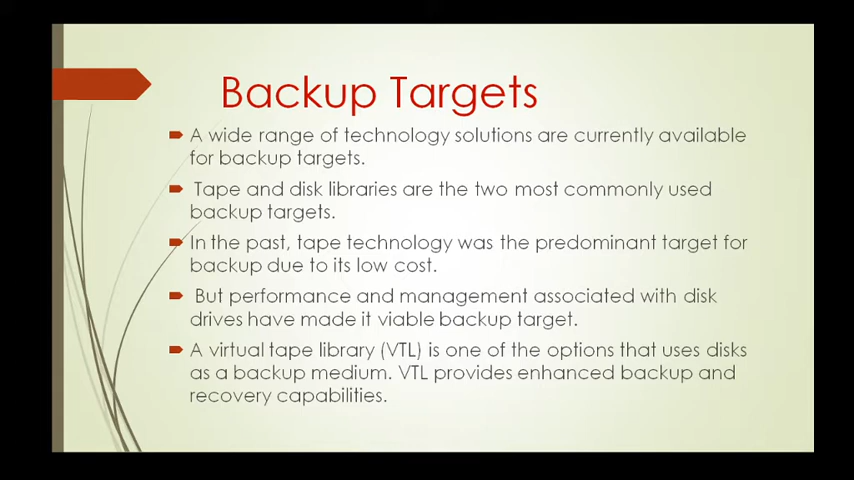 Backup Targets
A wide range of technology solutions are currently available
for backup targets.
Tape and disk libraries are the two most commonly used
backup targets.
In the past, tape technology was the predominant target for
backup due to its low cost.
But performance and management associated with disk
drives have made it viable backup target.
A virtual tape library (VTL) is one of the options that uses disks
as a backup medium. VTL provides enhanced backup and
recovery capabilities.